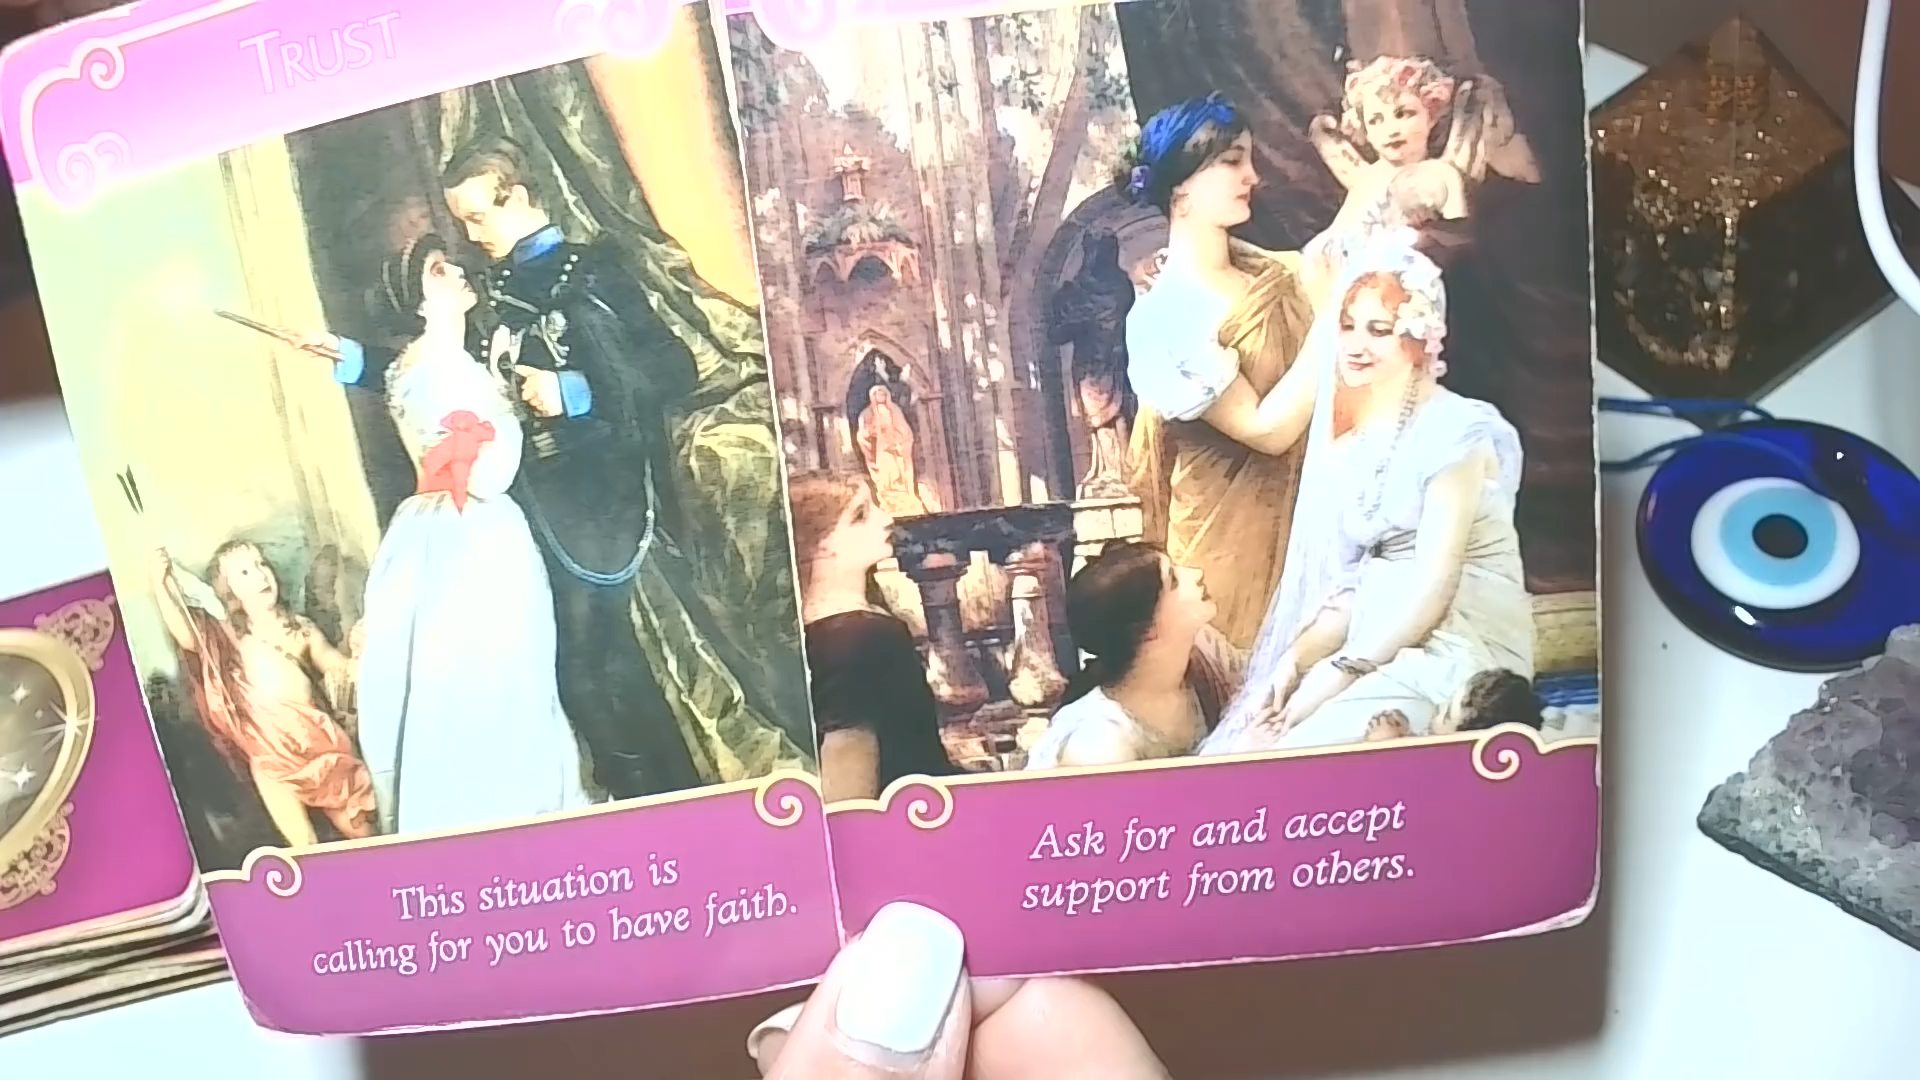 TRUST
This situation is
calling for you to have faith.
Ask for and accept
support from others.